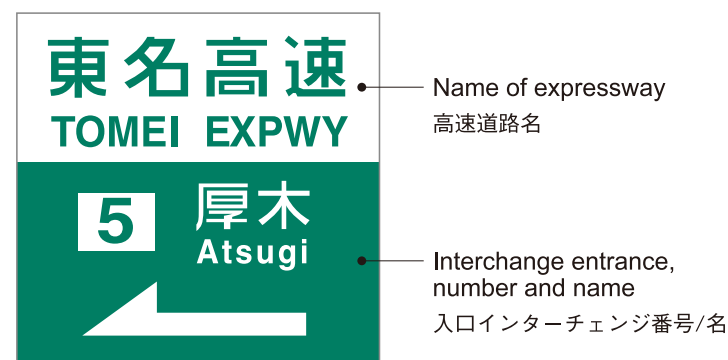 東名高速
TOMEI EXPWY
5 厚木
Atsugi
Name of expressway
高速道路名
Interchange entrance,
number and name
入口インターチェンジ番号/名